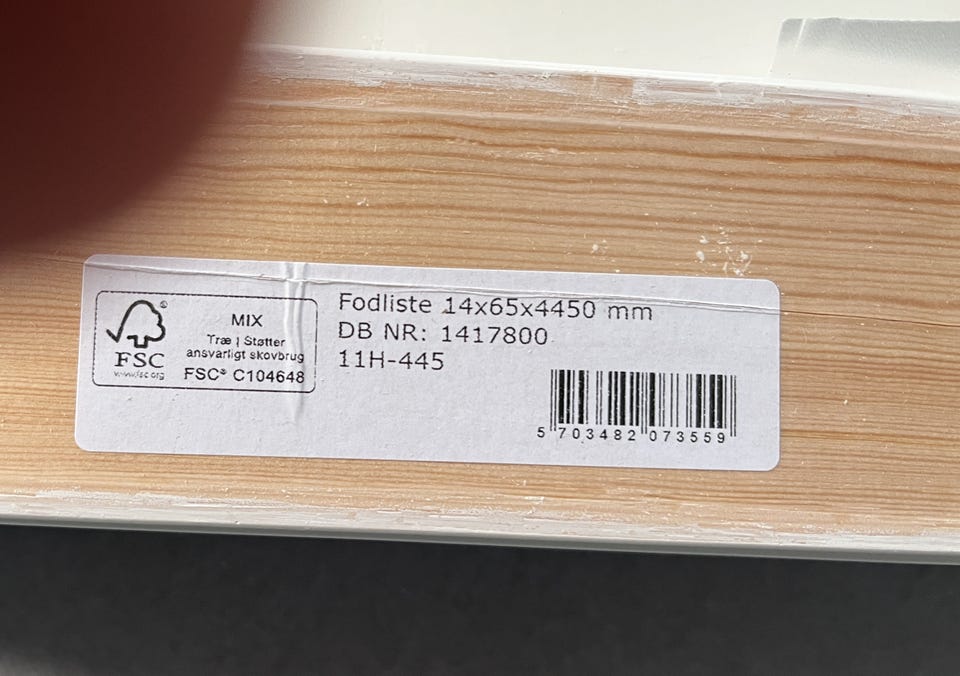 FSC
www.fsc.org
MIX
Træ | Støtter
ansvarligt skovbrug
FSC® C104648
Fodliste 14x65x4450 mm
DB NR: 1417800
11H-445
5 703482 073559